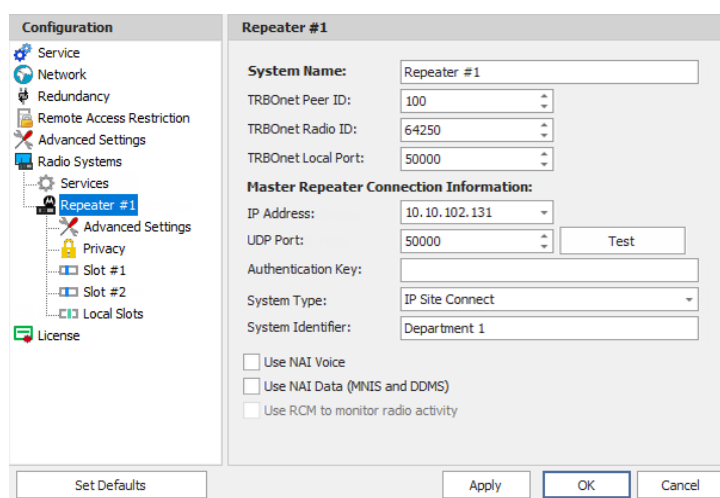 Configuration
Service
Network
Redundancy
Remote Access Restriction
Advanced Settings
Radio Systems
Services
Repeater #1
Advanced Settings
Privacy
Slot #1
Slot #2
Local Slots
License
Repeater #1
System Name: Repeater #1
TRBOnet Peer ID: 100
TRBOnet Radio ID: 64250
TRBOnet Local Port: 50000
Master Repeater Connection Information:
IP Address: 10.10.102.131
UDP Port: 50000 Test
Authentication Key:
System Type: IP Site Connect
System Identifier: Department 1
Use NAI Voice
Use NAI Data (MNIS and DDMS)
Use RCM to monitor radio activity
Set Defaults Apply OK Cancel